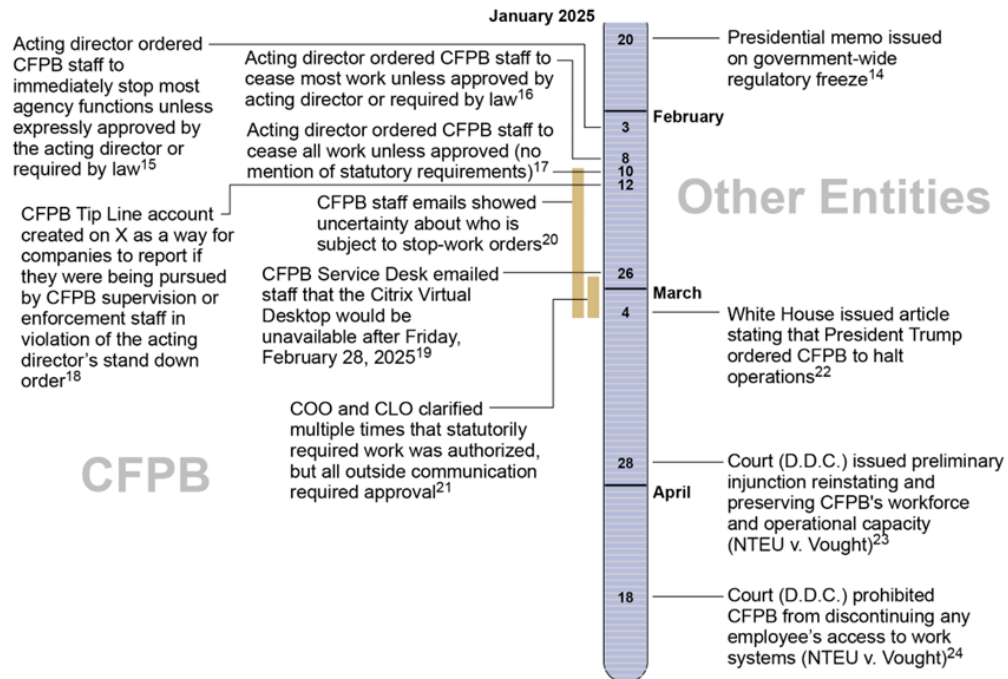 January 2025
Acting director ordered
CFPB staff to
immediately stop most
agency functions unless
expressly approved by
the acting director or
required by law15
Acting director ordered CFPB staff to
cease most work unless approved by
acting director or required by law16
Acting director ordered CFPB staff to
cease all work unless approved (no
mention of statutory requirements)17
CFPB Tip Line account
created on X as a way for
companies to report if
they were being pursued
by CFPB supervision or
enforcement staff in
violation of the acting
director’s stand down
order18
CFPB staff emails showed
uncertainty about who is
subject to stop-work orders20
CFPB Service Desk emailed
staff that the Citrix Virtual
Desktop would be
unavailable after Friday,
February 28, 202519
COO and CLO clarified
multiple times that statutorily
required work was authorized,
but all outside communication
required approval21
CFPB
20
February
3
8
10
12
26
March
4
28
April
18
Presidential memo issued
on government-wide
regulatory freeze14
Other Entities
White House issued article
stating that President Trump
ordered CFPB to halt
operations22
Court (D.D.C.) issued preliminary
injunction reinstating and
preserving CFPB's workforce
and operational capacity
(NTEU v. Vought)23
Court (D.D.C.) prohibited
CFPB from discontinuing any
employee’s access to work
systems (NTEU v. Vought)24